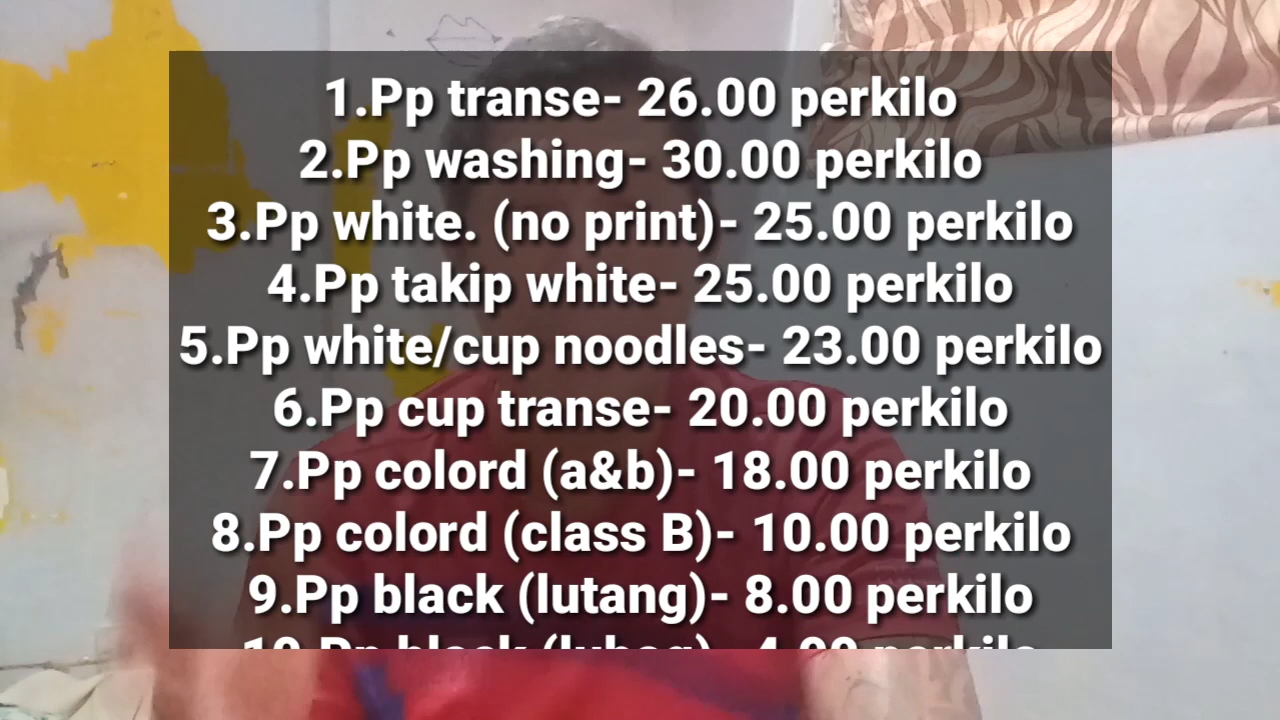 1.Pp transe- 26.00 perkilo
2.Pp washing- 30.00 perkilo
3.Pp white. (no print)- 25.00 perkilo
4.Pp takip white- 25.00 perkilo
5.Pp white/cup noodles- 23.00 perkilo
6.Pp cup transe- 20.00 perkilo
7.Pp colord (a&b)- 18.00 perkilo
8.Pp colord (class B)- 10.00 perkilo
9.Pp black (lutang)- 8.00 perkilo
10.Pp black